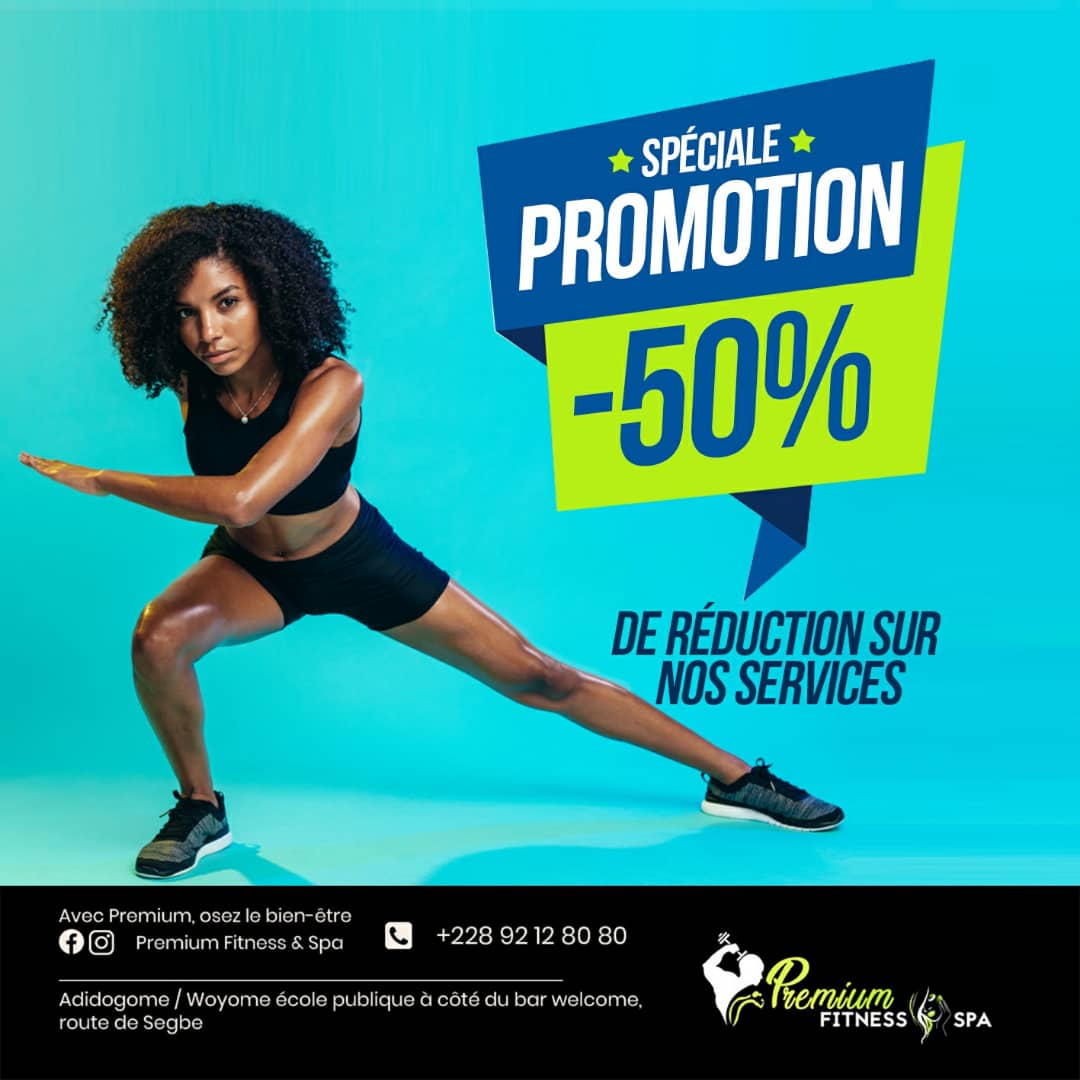 SPÉCIALE
PROMOTION
-50%
DE RÉDUCTION SUR
NOS SERVICES
Avec Premium, osez le bien-être
Premium Fitness & Spa
+228 92 12 80 80
Adidogome / Woyome école publique à côté du bar welcome,
route de Segbe
Premium
FITNESS SPA